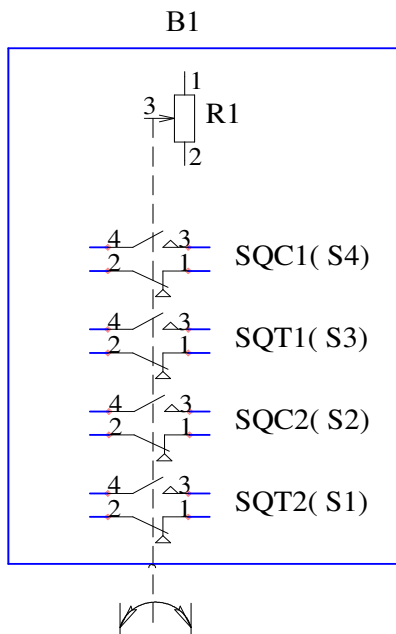 B1
1
3 R1
2
4 3
2 1 SQC1( S4)
4 3
2 1 SQT1( S3)
4 3
2 1 SQC2( S2)
4 3
2 1 SQT2( S1)